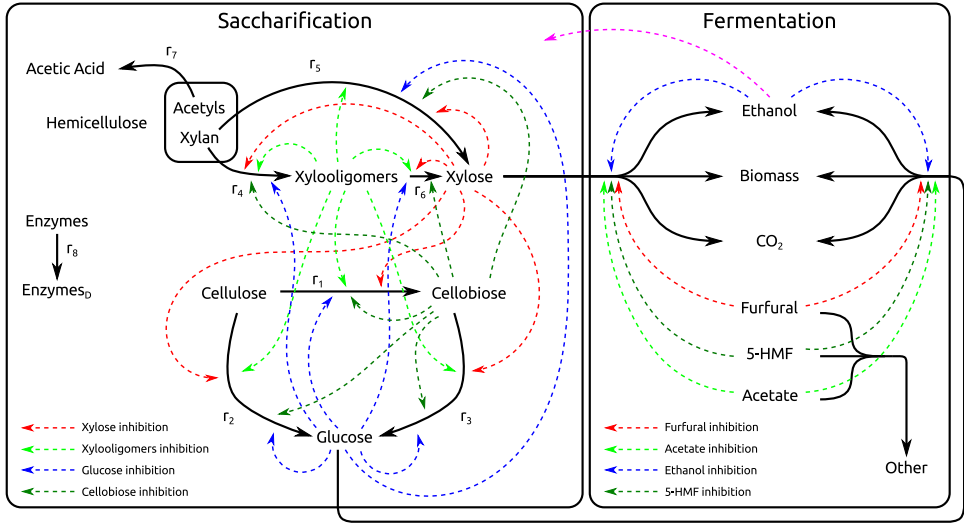 Saccharification
Fermentation
r7
r5
Acetic Acid
Acetyls
Ethanol
Hemicellulose
Xylan
r4
Xylooligomers
r6
Xylose
Biomass
Enzymes
r8
CO2
EnzymesD
r1
Cellulose
Cellobiose
Furfural
5-HMF
Acetate
r2
r3
Glucose
Other
Xylose inhibition
Xylooligomers inhibition
Glucose inhibition
Cellobiose inhibition
Furfural inhibition
Acetate inhibition
Ethanol inhibition
5-HMF inhibition